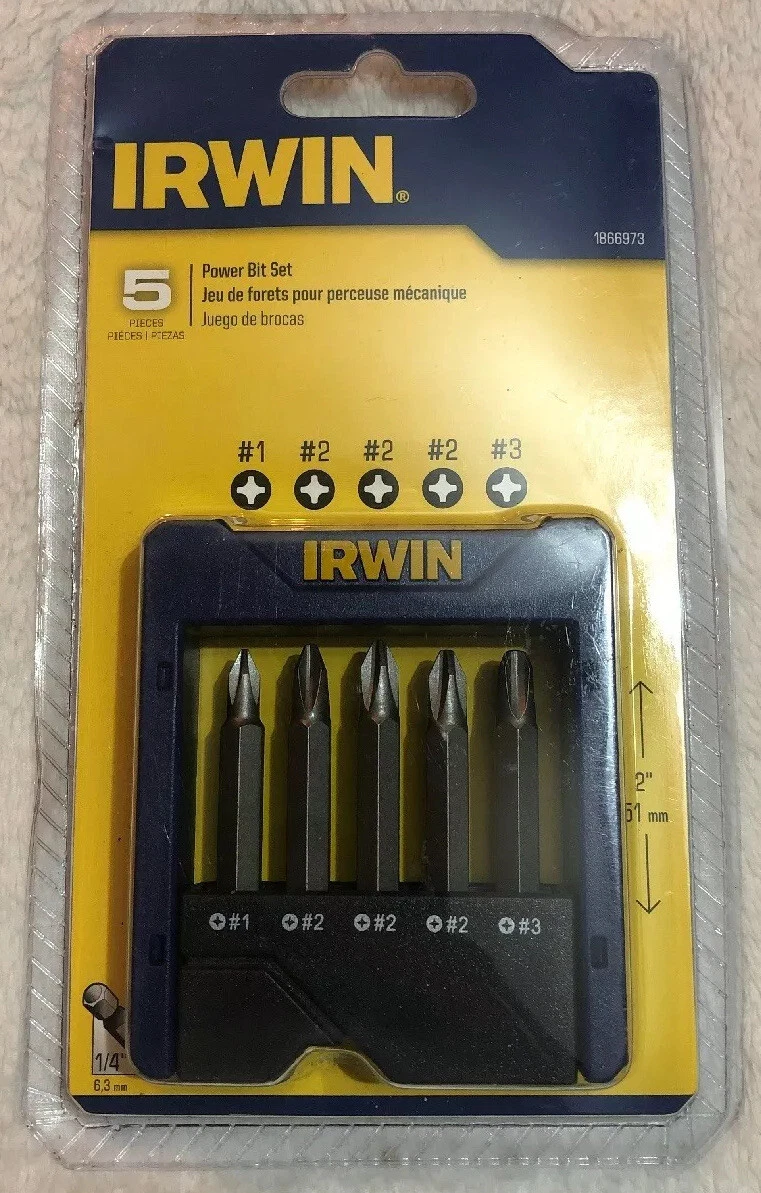 IRWIN®
1866973
5
PIECES
PIÈCES | PIEZAS
Power Bit Set
Jeu de forets pour perceuse mécanique
Juego de brocas
#1 #2 #2 #2 #3
IRWIN
2"
51 mm
#1 #2 #2 #2 #3
1/4"
6,3 mm